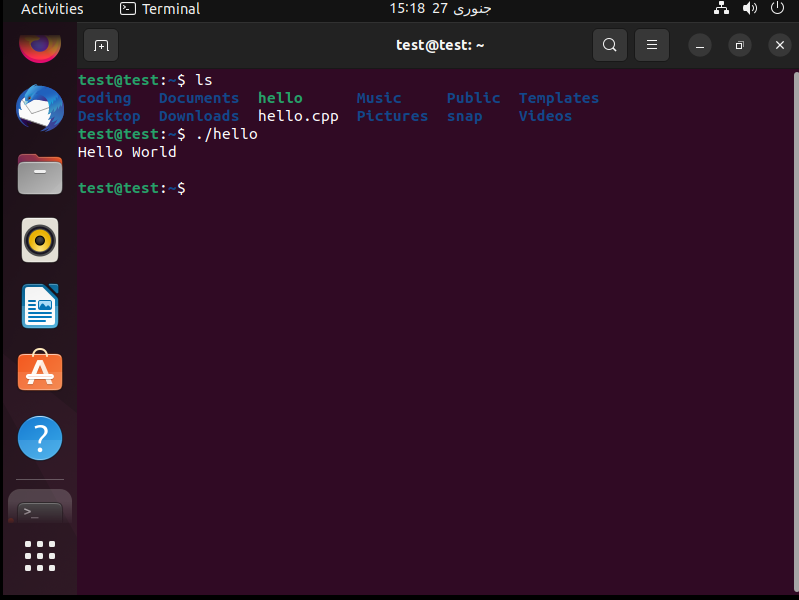 Activities Terminal 15:18 27 جنوری
test@test: ~
test@test:~$ ls
coding Documents hello Music Public Templates
Desktop Downloads hello.cpp Pictures snap Videos
test@test:~$ ./hello
Hello World
test@test:~$